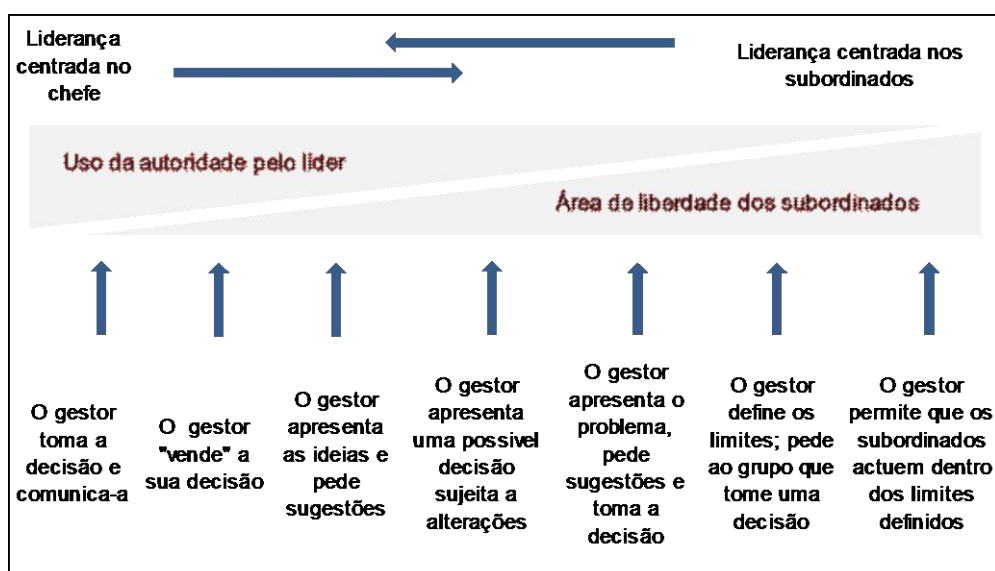 Liderança
centrada no
chefe
Liderança centrada nos
subordinados
Uso da autoridade pelo lider
Área de liberdade dos subordinados
O gestor
toma a
decisão e
comunica-a
O gestor
"vende" a
sua decisão
O gestor
apresenta
as ideias e
pede
sugestões
O gestor
apresenta
uma possivel
decisão
sujeita a
alterações
O gestor
apresenta o
problema,
pede
sugestões e
toma a
decisão
O gestor
define os
limites; pede
ao grupo que
tome uma
decisão
O gestor
permite que os
subordinados
actuem dentro
dos limites
definidos